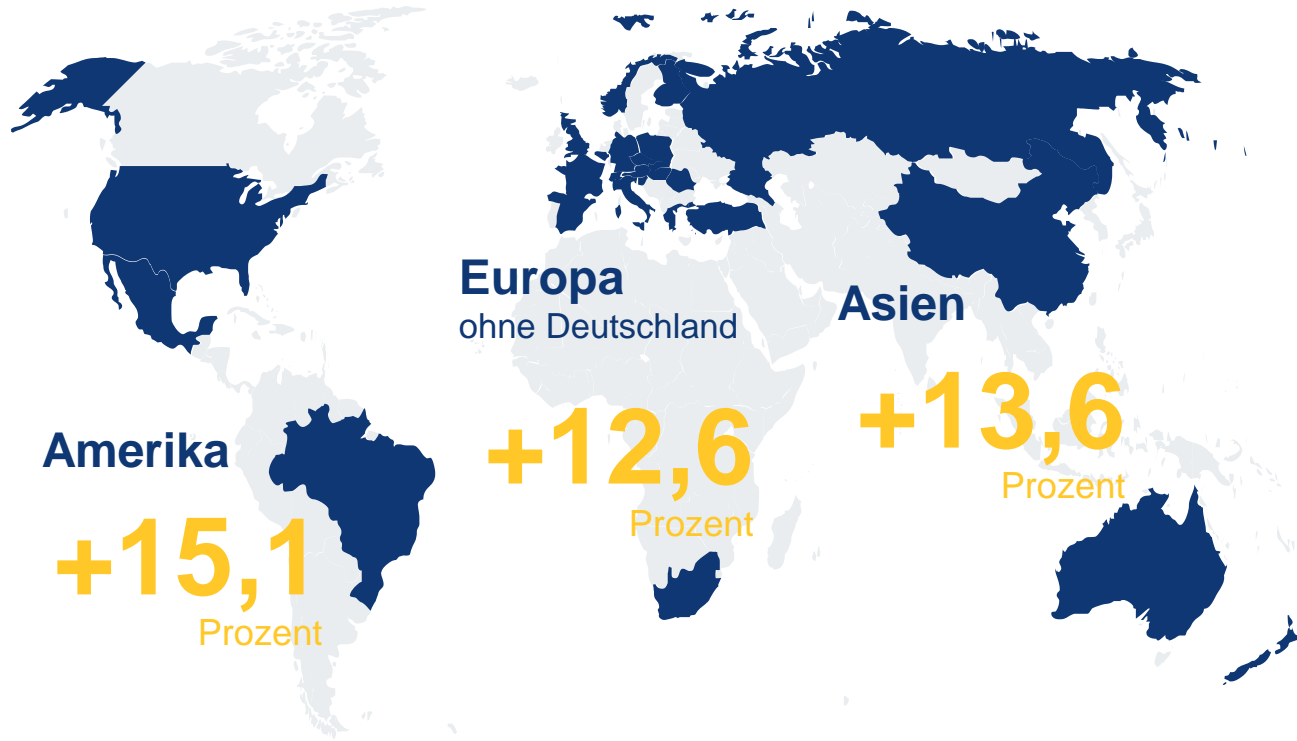 Amerika
+15,1
Prozent
Europa
ohne Deutschland
+12,6
Prozent
Asien
+13,6
Prozent